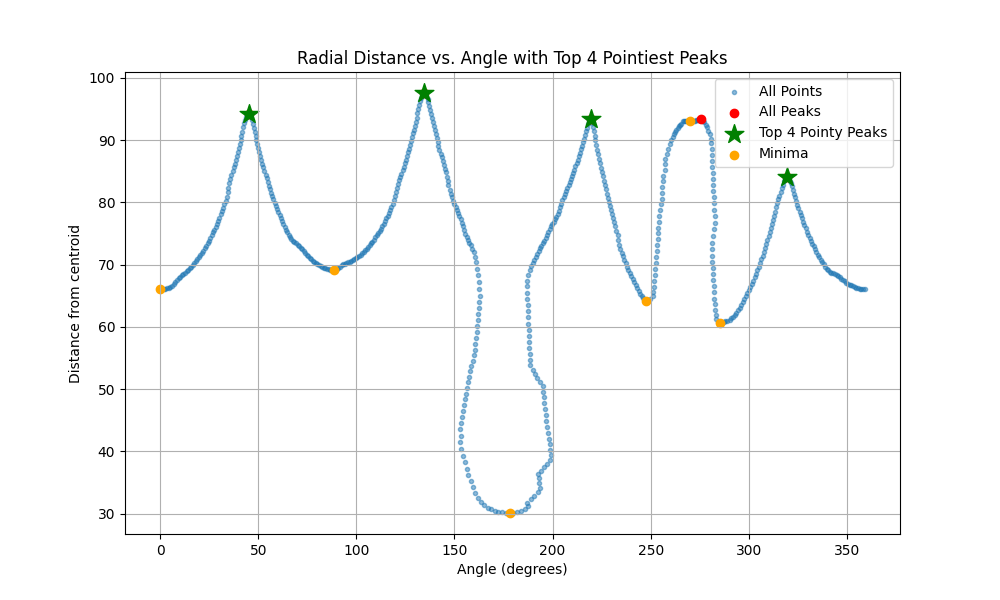 Radial Distance vs. Angle with Top 4 Pointiest Peaks
Distance from centroid
100
90
80
70
60
50
40
30
All Points
All Peaks
Top 4 Pointy Peaks
Minima
0 50 100 150 200 250 300 350
Angle (degrees)